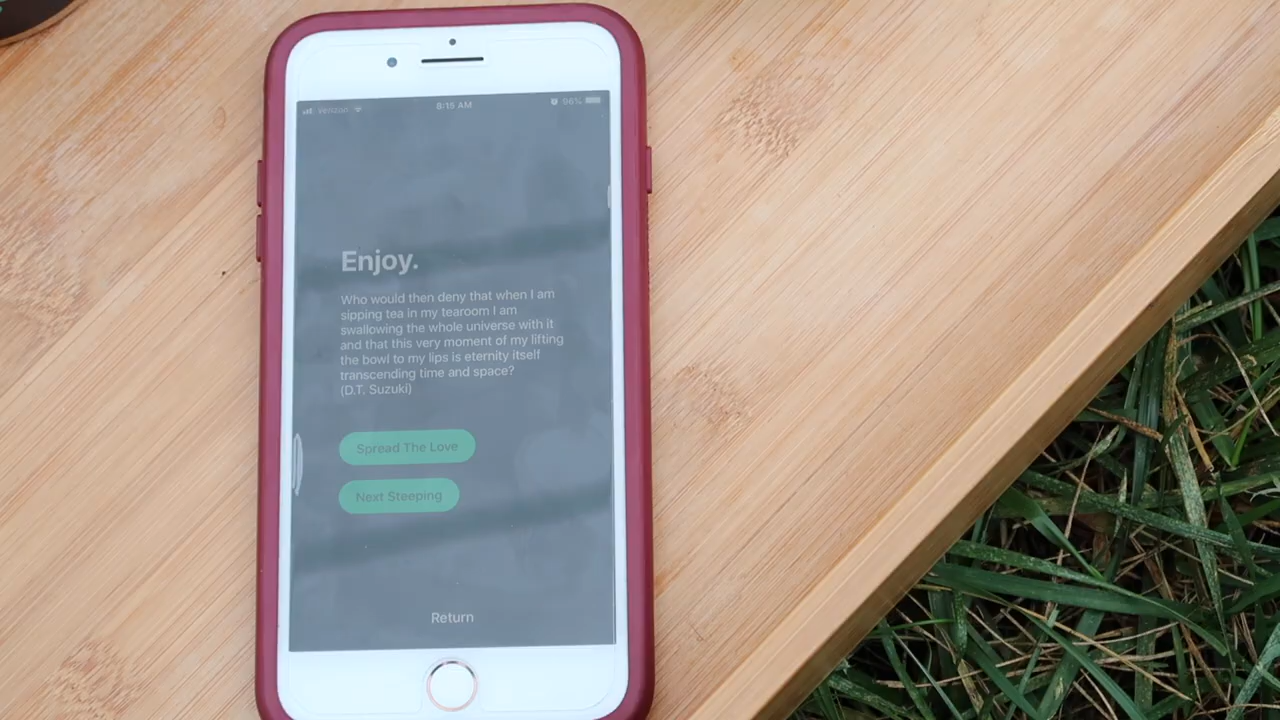 Verizon 8:15 AM 96%
Enjoy.
Who would then deny that when I am
sipping tea in my tearoom I am
swallowing the whole universe with it
and that this very moment of my lifting
the bowl to my lips is eternity itself
transcending time and space?
(D.T. Suzuki)
Spread The Love
Next Steeping
Return